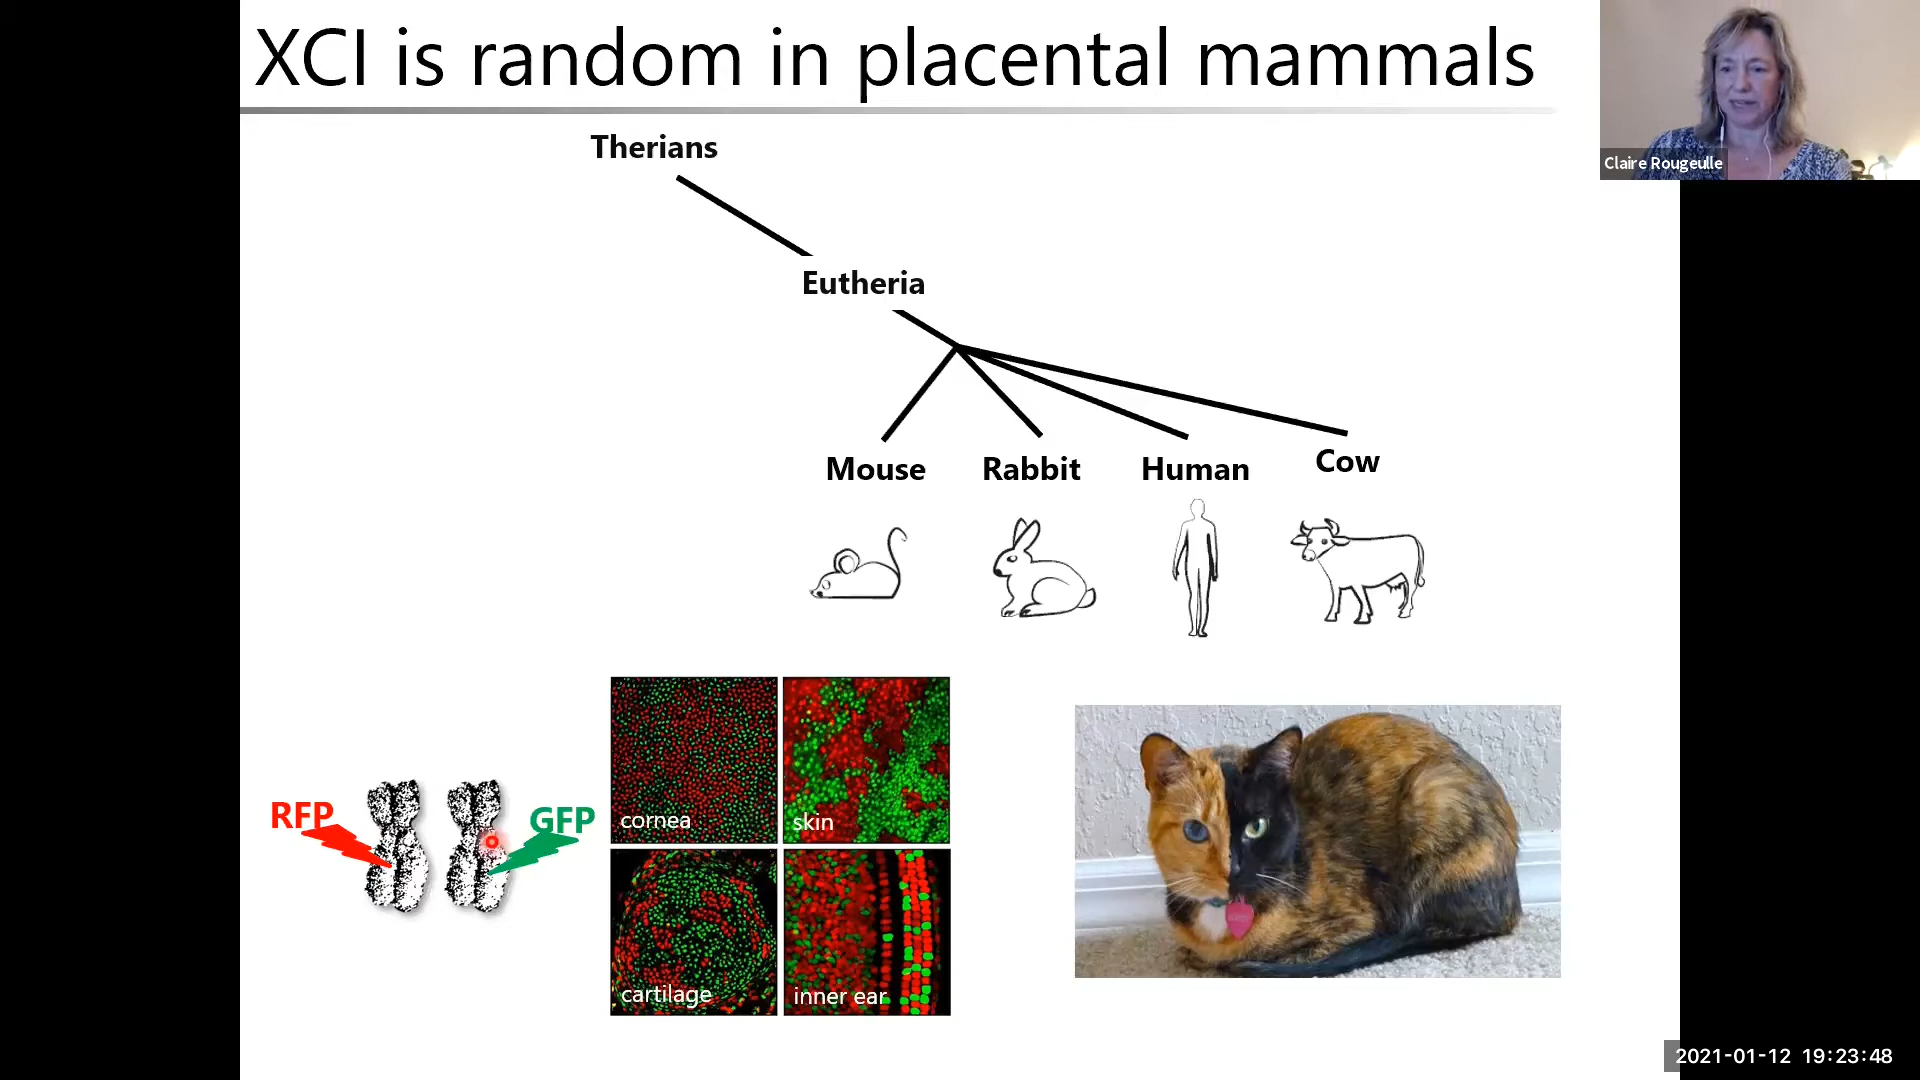 XCI is random in placental mammals
Claire Rougeulle
Therians
Eutheria
Mouse
Rabbit
Human
Cow
RFP
GFP
cornea
skin
cartilage
inner ear
2021-01-12 19:23:48